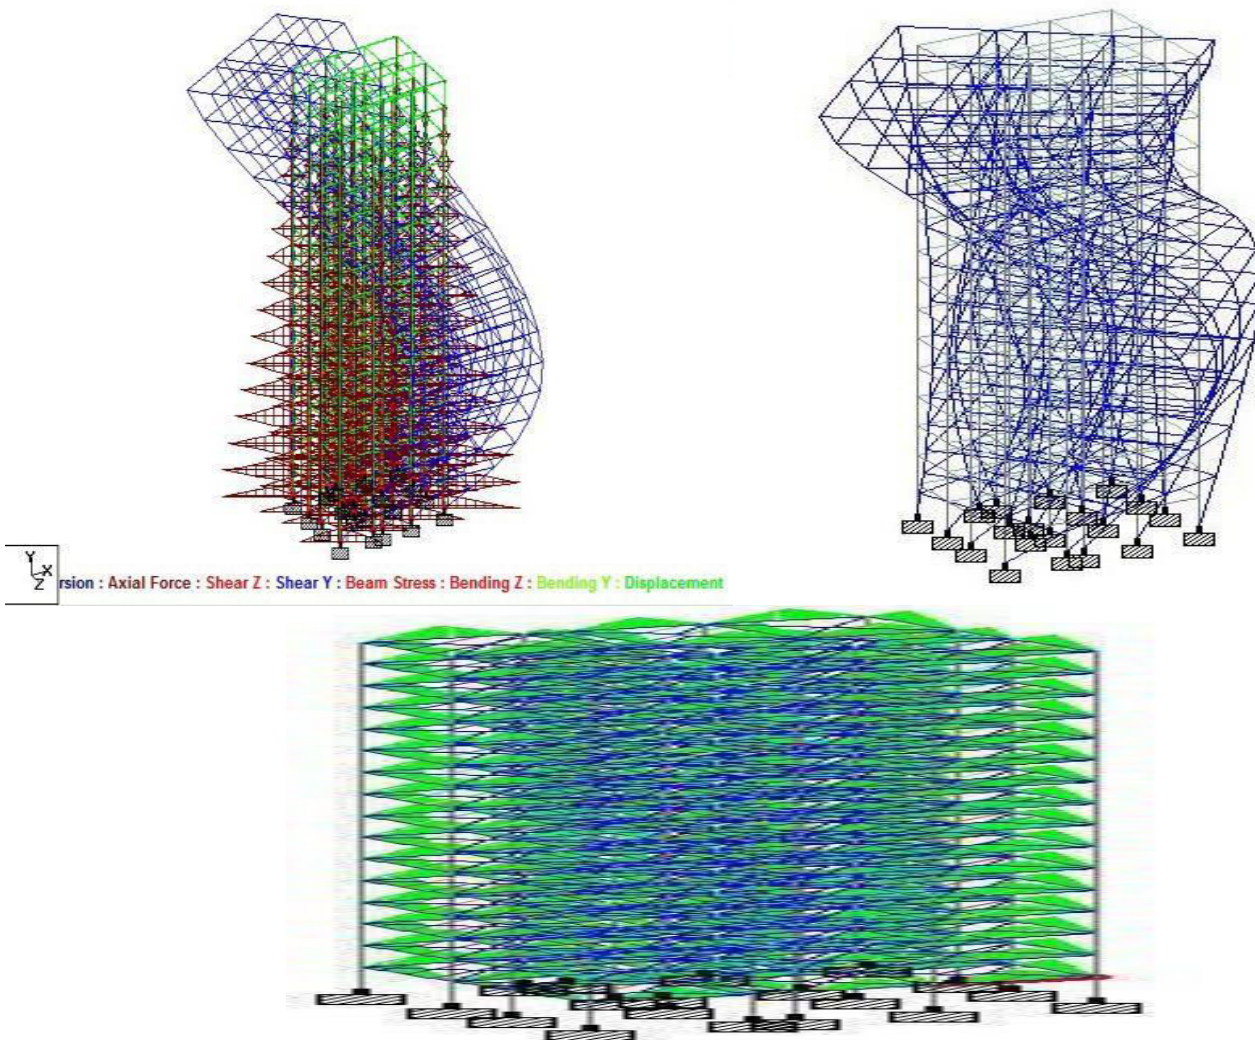 Y
X
Z
rsion : Axial Force : Shear Z : Shear Y : Beam Stress : Bending Z : Bending Y : Displacement